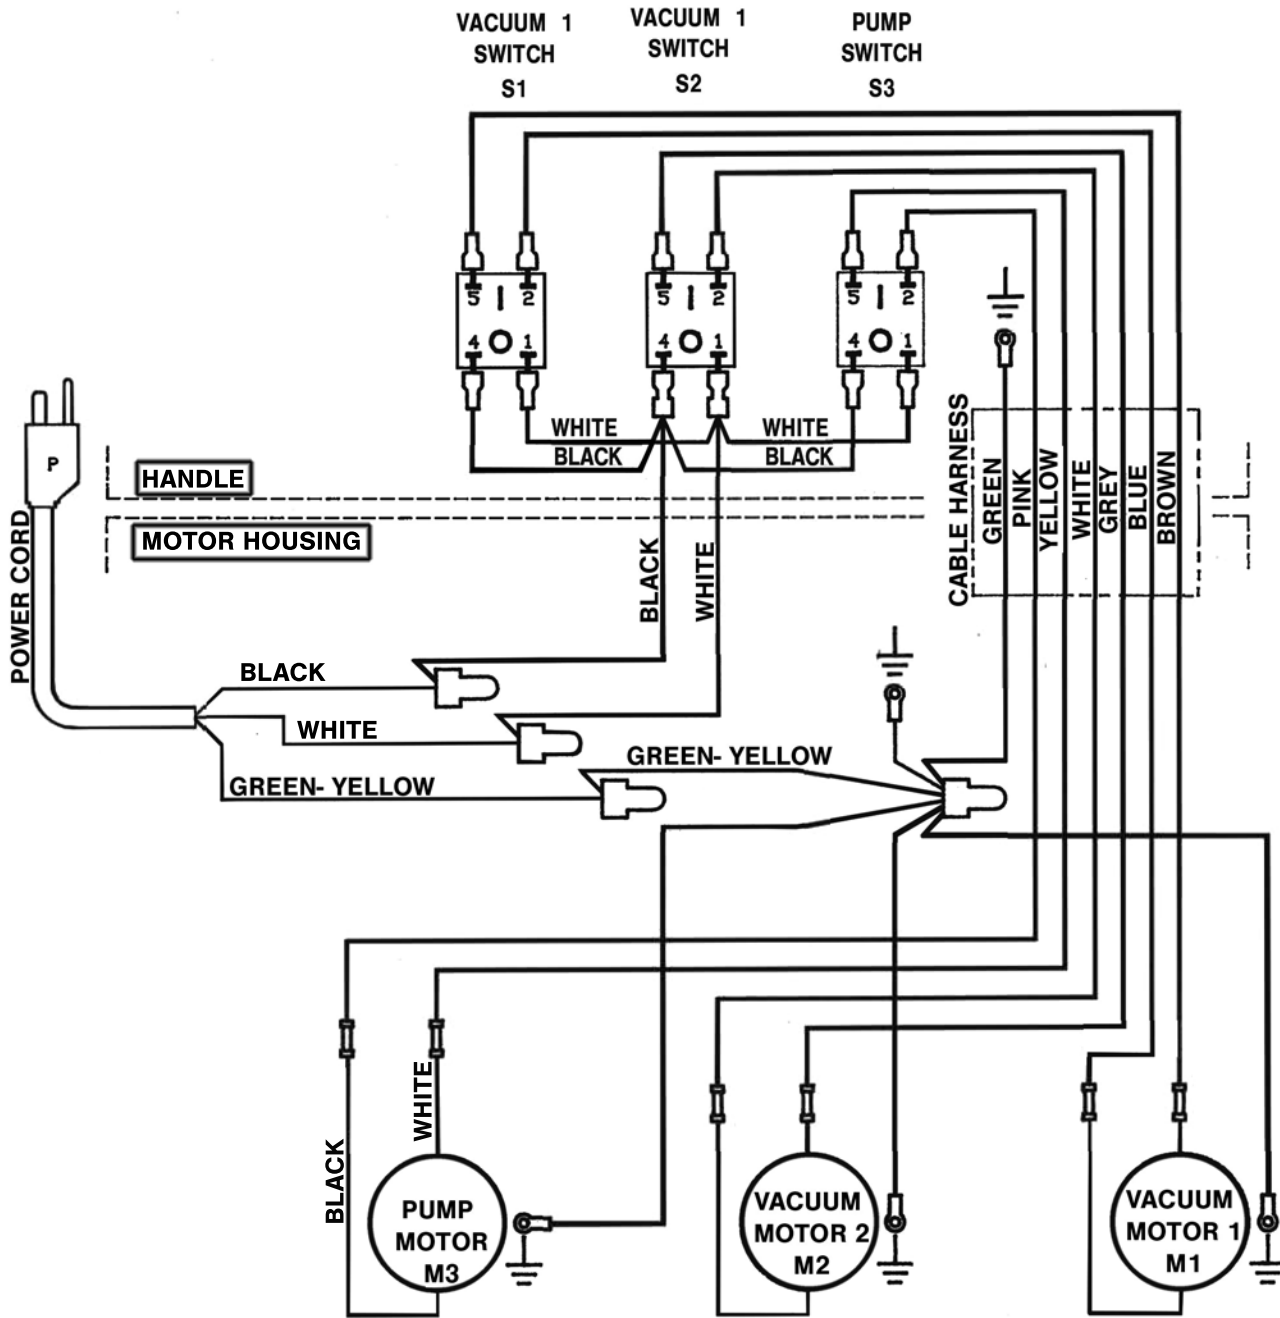 VACUUM 1
SWITCH
S1
VACUUM 1
SWITCH
S2
PUMP
SWITCH
S3
5 2
4 1
5 2
4 1
5 2
4 1
WHITE
BLACK
WHITE
BLACK
P
HANDLE
MOTOR HOUSING
POWER CORD
CABLE HARNESS
GREEN
PINK
YELLOW
WHITE
GREY
BLUE
BROWN
BLACK
WHITE
BLACK
WHITE
GREEN- YELLOW
GREEN- YELLOW
BLACK
WHITE
PUMP
MOTOR
M3
VACUUM
MOTOR 2
M2
VACUUM
MOTOR 1
M1